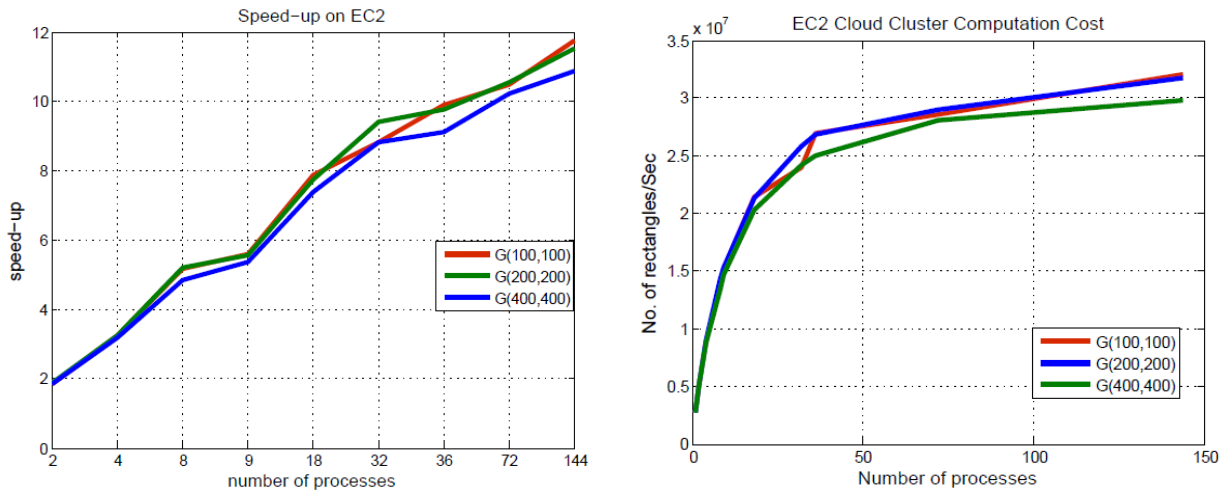 Speed-up on EC2
12
10
8
6
4
2
0
speed-up
2 4 8 9 18 32 36 72 144
number of processes
G(100,100)
G(200,200)
G(400,400)
EC2 Cloud Cluster Computation Cost
x 10^7
3.5
3
2.5
2
1.5
1
0.5
0
No. of rectangles/Sec
0 50 100 150
Number of processes
G(100,100)
G(200,200)
G(400,400)